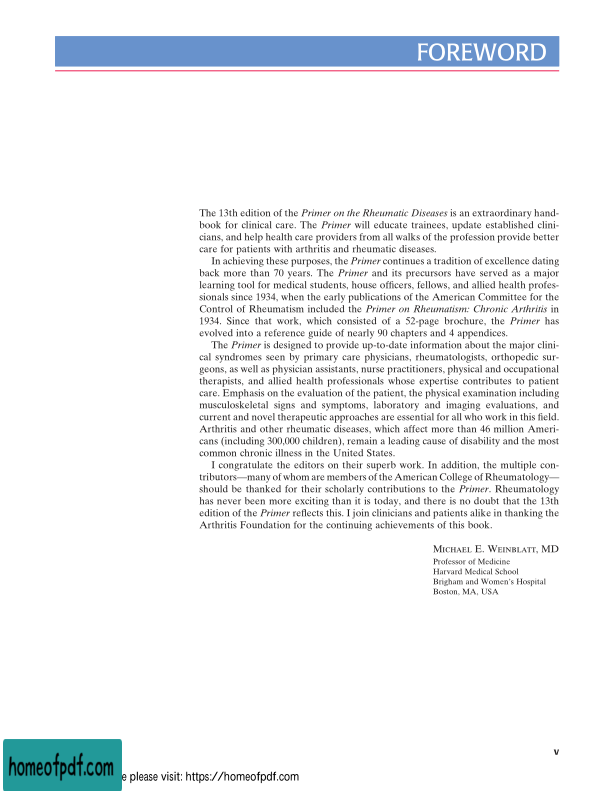 FOREWORD
The 13th edition of the Primer on the Rheumatic Diseases is an extraordinary hand-
book for clinical care. The Primer will educate trainees, update established clini-
cians, and help health care providers from all walks of the profession provide better
care for patients with arthritis and rheumatic diseases.
In achieving these purposes, the Primer continues a tradition of excellence dating
back more than 70 years. The Primer and its precursors have served as a major
learning tool for medical students, house officers, fellows, and allied health profes-
sionals since 1934, when the early publications of the American Committee for the
Control of Rheumatism included the Primer on Rheumatism: Chronic Arthritis in
1934. Since that work, which consisted of a 52-page brochure, the Primer has
evolved into a reference guide of nearly 90 chapters and 4 appendices.
The Primer is designed to provide up-to-date information about the major clini-
cal syndromes seen by primary care physicians, rheumatologists, orthopedic sur-
geons, as well as physician assistants, nurse practitioners, physical and occupational
therapists, and allied health professionals whose expertise contributes to patient
care. Emphasis on the evaluation of the patient, the physical examination including
musculoskeletal signs and symptoms, laboratory and imaging evaluations, and
current and novel therapeutic approaches are essential for all who work in this field.
Arthritis and other rheumatic diseases, which affect more than 46 million Ameri-
cans (including 300,000 children), remain a leading cause of disability and the most
common chronic illness in the United States.
I congratulate the editors on their superb work. In addition, the multiple con-
tributors—many of whom are members of the American College of Rheumatology—
should be thanked for their scholarly contributions to the Primer. Rheumatology
has never been more exciting than it is today, and there is no doubt that the 13th
edition of the Primer reflects this. I join clinicians and patients alike in thanking the
Arthritis Foundation for the continuing achievements of this book.
Michael E. Weinblatt, MD
Professor of Medicine
Harvard Medical School
Brigham and Women's Hospital
Boston, MA, USA
v
homeofpdf.com
e please visit: https://homeofpdf.com